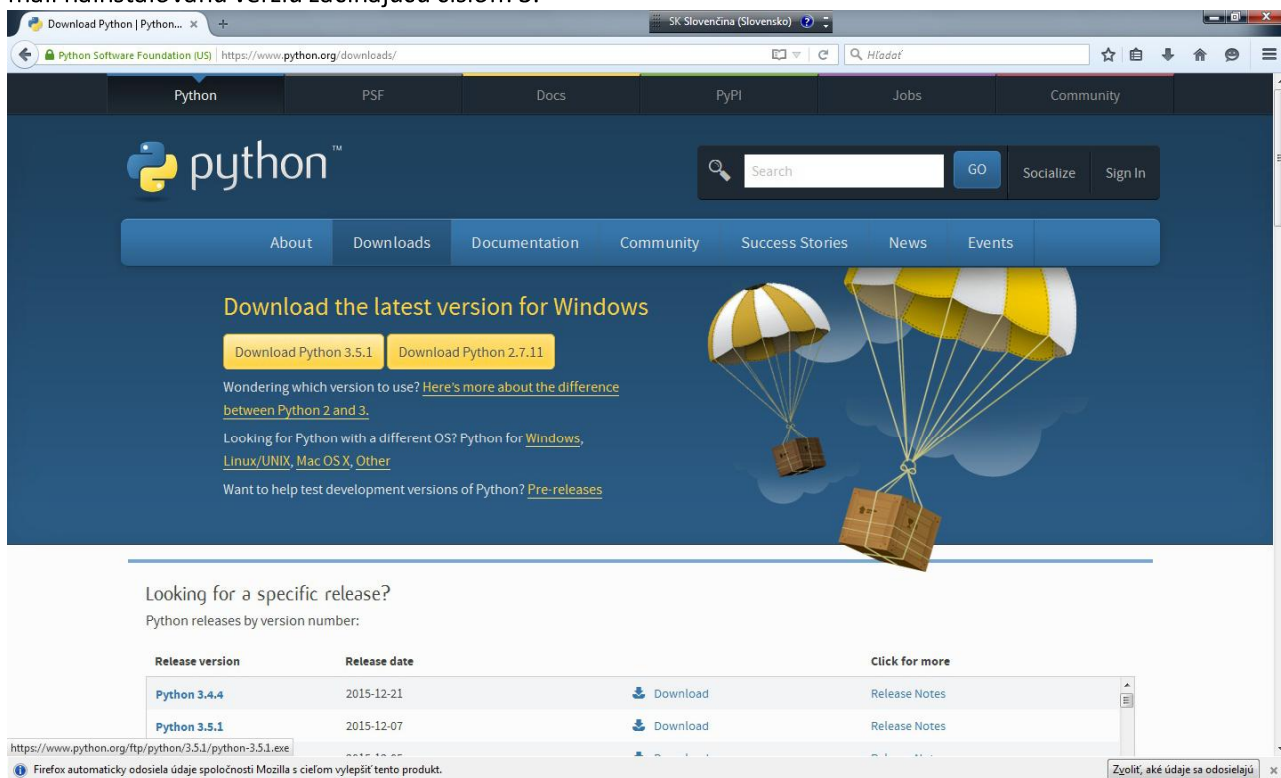 mali nainštalovanú verziu začínajúcu číslom 3.
Download Python | Python... × +
SK Slovenčina (Slovensko)
Python Software Foundation (US) https://www.python.org/downloads/
Hľadať
Python PSF Docs PyPI Jobs Community
python™
Search GO Socialize Sign In
About Downloads Documentation Community Success Stories News Events
Download the latest version for Windows
Download Python 3.5.1 Download Python 2.7.11
Wondering which version to use? Here's more about the difference
between Python 2 and 3.
Looking for Python with a different OS? Python for Windows,
Linux/UNIX, Mac OS X, Other
Want to help test development versions of Python? Pre-releases
Looking for a specific release?
Python releases by version number:
Release version Release date Click for more
Python 3.4.4 2015-12-21 Download Release Notes
Python 3.5.1 2015-12-07 Download Release Notes
https://www.python.org/ftp/python/3.5.1/python-3.5.1.exe
Firefox automaticky odosiela údaje spoločnosti Mozilla s cieľom vylepšiť tento produkt. Zvoliť, aké údaje sa odosielajú ×